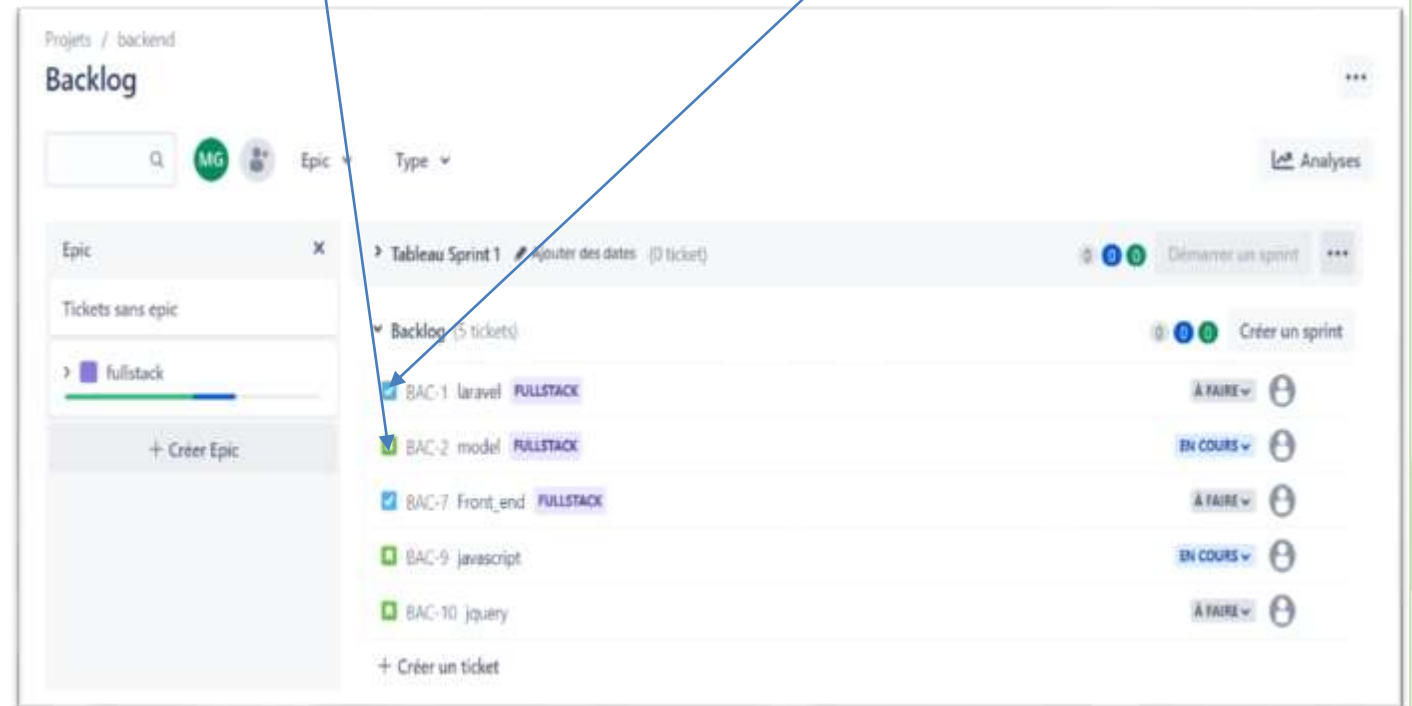 Projets / backend
Backlog
MG Epic Type Analyses
Epic
Tableau Sprint 1 Ajouter des dates (0 ticket) 0 0 0 Démarrer un sprint
Tickets sans epic
Backlog (5 tickets) 0 0 0 Créer un sprint
fullstack
BAC-1 laravel FULLSTACK À FAIRE
+ Créer Epic
BAC-2 model FULLSTACK EN COURS
BAC-7 Front_end FULLSTACK À FAIRE
BAC-9 javascript EN COURS
BAC-10 jquery À FAIRE
+ Créer un ticket